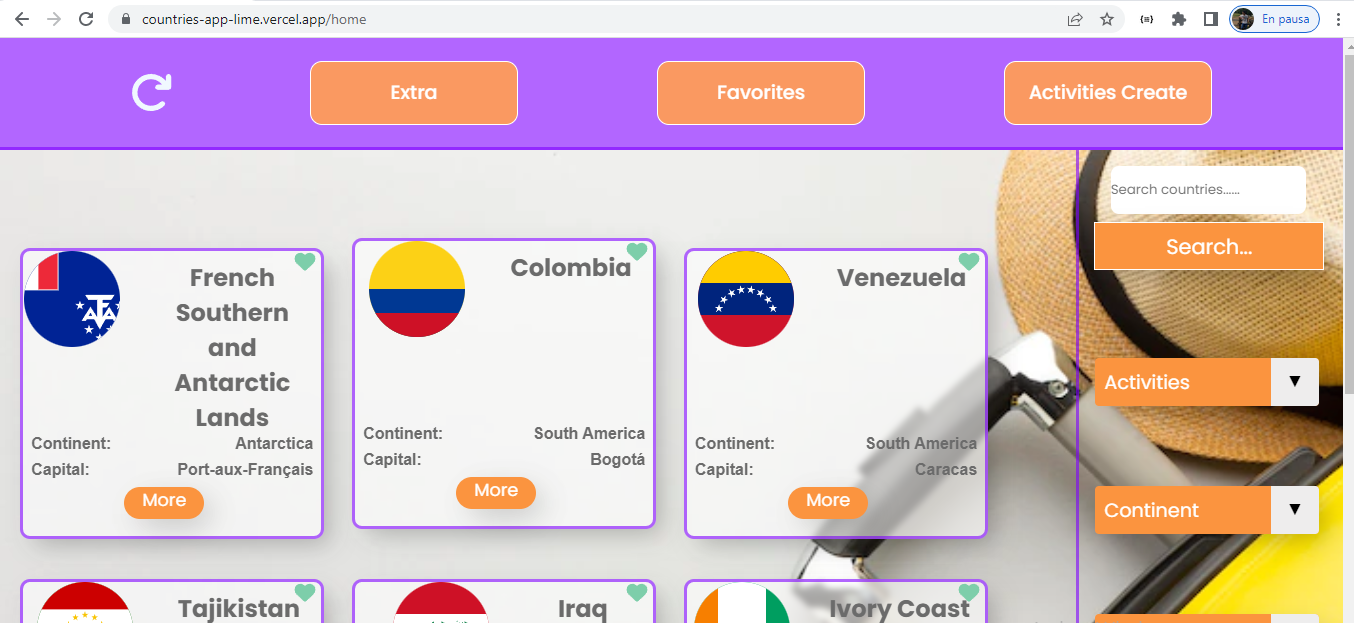 countries-app-lime.vercel.app/home
En pausa
Extra
Favorites
Activities Create
Search countries......
Search...
French
Southern
and
Antarctic
Lands
Continent: Antarctica
Capital: Port-aux-Français
More
Colombia
Continent: South America
Capital: Bogotá
More
Venezuela
Continent: South America
Capital: Caracas
More
Activities
Continent
Tajikistan
Iraq
Ivory Coast